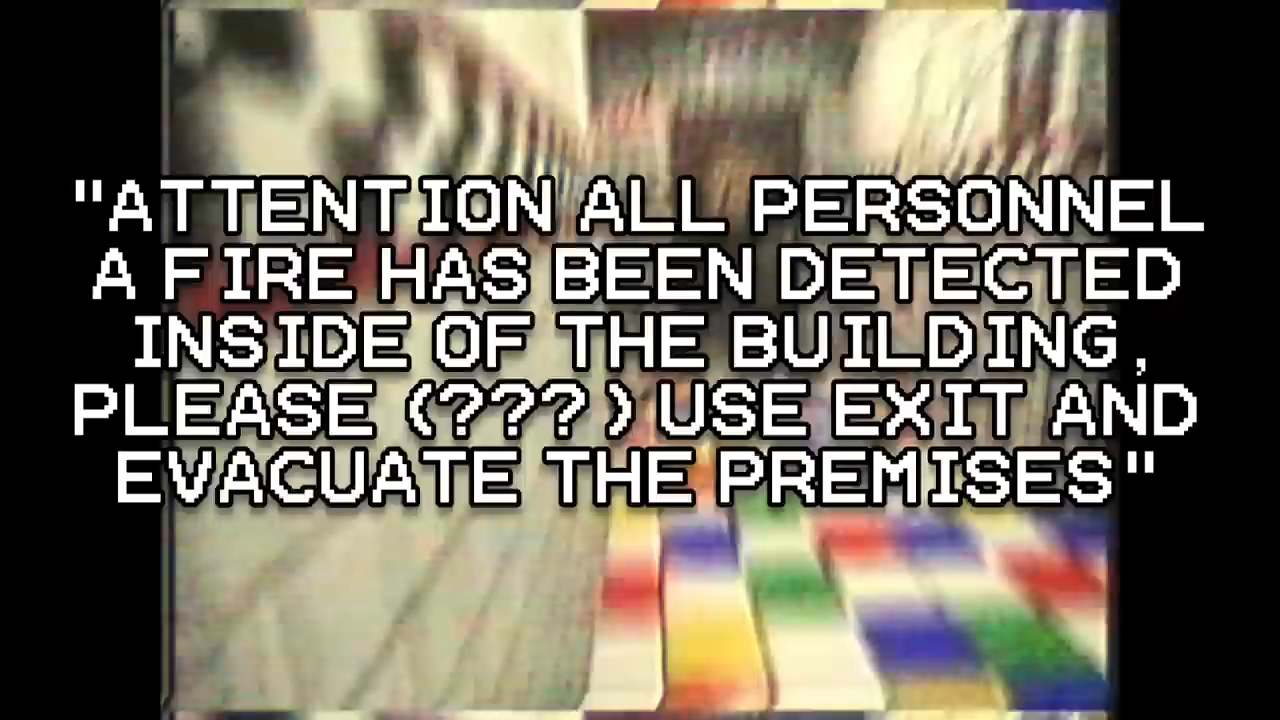 "ATTENTION ALL PERSONNEL
A FIRE HAS BEEN DETECTED
INSIDE OF THE BUILDING,
PLEASE (???) USE EXIT AND
EVACUATE THE PREMISES"